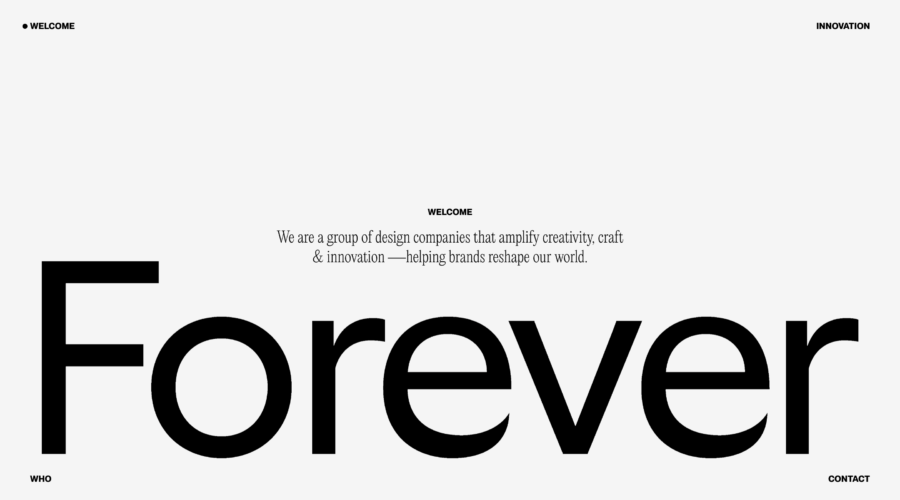 WELCOME
INNOVATION
WELCOME
We are a group of design companies that amplify creativity, craft
& innovation —helping brands reshape our world.
Forever
WHO
CONTACT